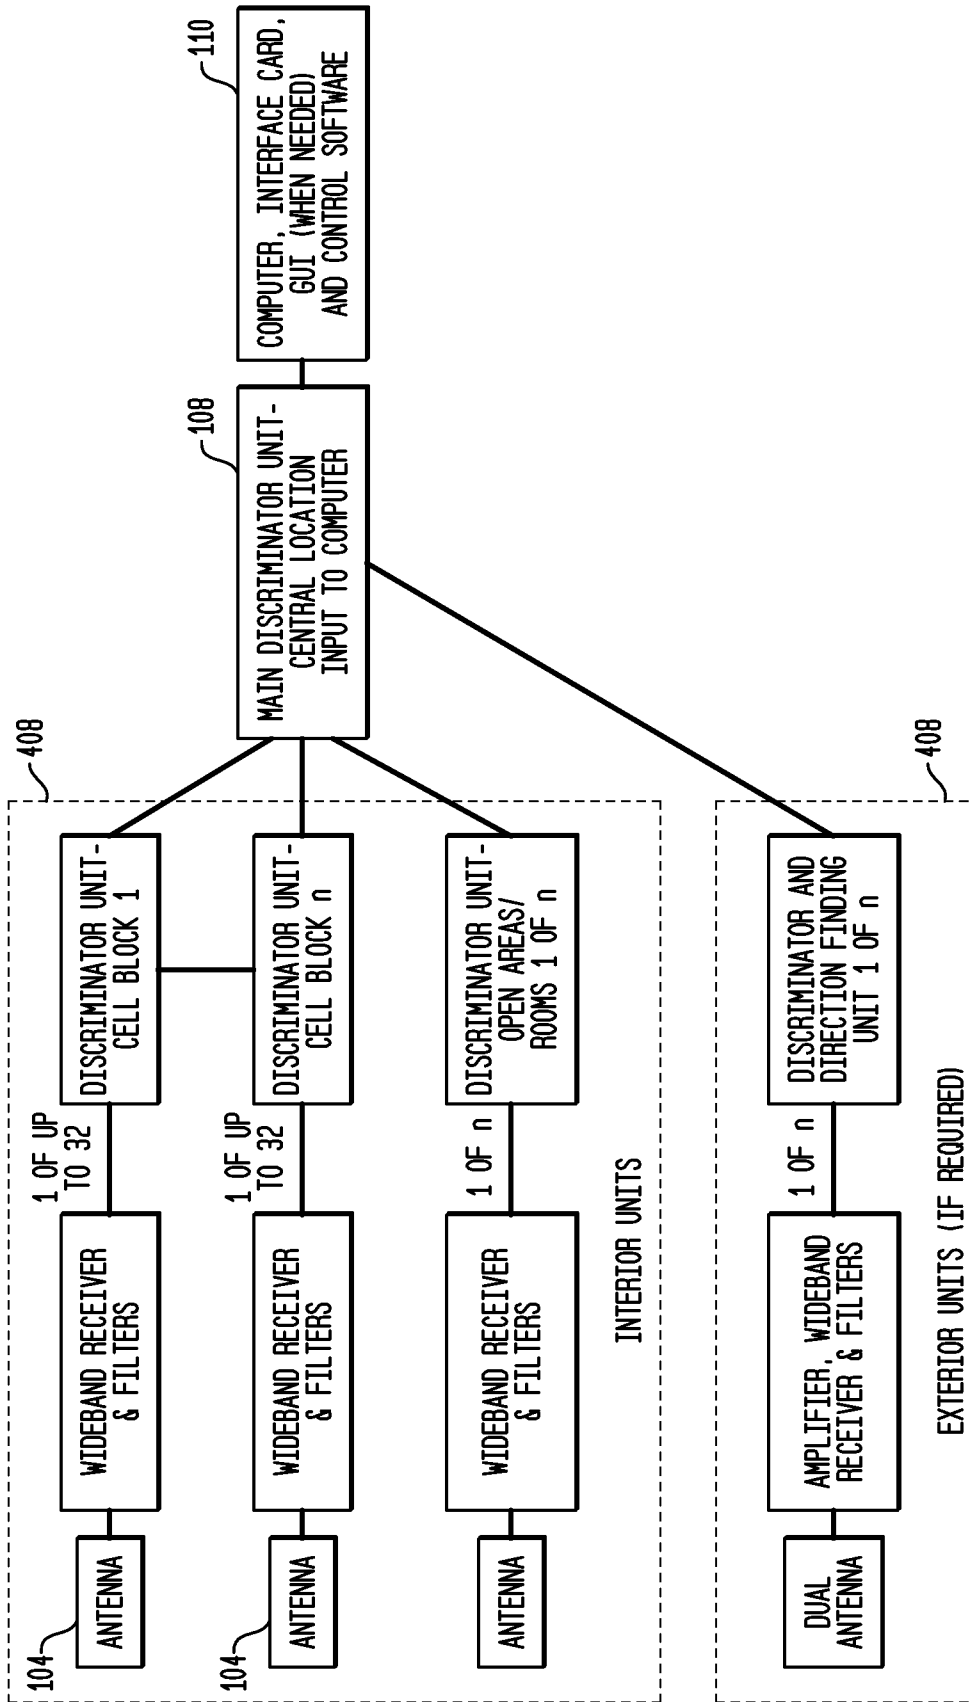 104
ANTENNA
WIDEBAND RECEIVER
& FILTERS
1 OF UP
TO 32
DISCRIMINATOR UNIT-
CELL BLOCK 1
408
104
ANTENNA
WIDEBAND RECEIVER
& FILTERS
1 OF UP
TO 32
DISCRIMINATOR UNIT-
CELL BLOCK n
ANTENNA
WIDEBAND RECEIVER
& FILTERS
1 OF n
DISCRIMINATOR UNIT-
OPEN AREAS/
ROOMS 1 OF n
INTERIOR UNITS
108
MAIN DISCRIMINATOR UNIT-
CENTRAL LOCATION
INPUT TO COMPUTER
110
COMPUTER, INTERFACE CARD,
GUI (WHEN NEEDED)
AND CONTROL SOFTWARE
DUAL
ANTENNA
AMPLIFIER, WIDEBAND
RECEIVER & FILTERS
1 OF n
DISCRIMINATOR AND
DIRECTION FINDING
UNIT 1 OF n
408
EXTERIOR UNITS (IF REQUIRED)